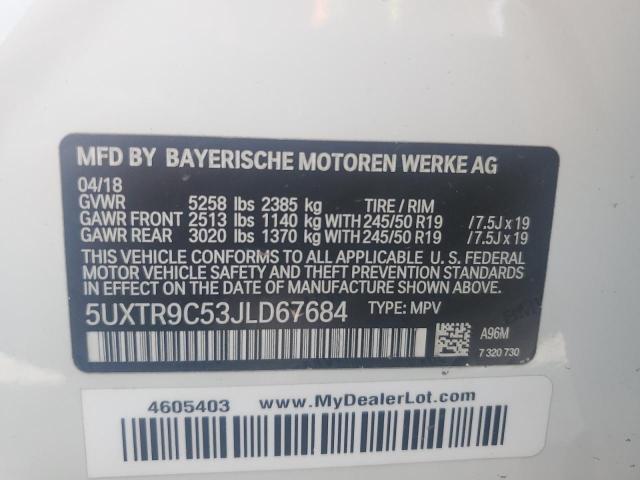 MFD BY BAYERISCHE MOTOREN WERKE AG
04/18
GVWR 5258 lbs 2385 kg TIRE / RIM
GAWR FRONT 2513 lbs 1140 kg WITH 245/50 R19 / 7.5J x 19
GAWR REAR 3020 lbs 1370 kg WITH 245/50 R19 / 7.5J x 19
THIS VEHICLE CONFORMS TO ALL APPLICABLE U. S. FEDERAL
MOTOR VEHICLE SAFETY AND THEFT PREVENTION STANDARDS
IN EFFECT ON THE DATE OF MANUFACTURE SHOWN ABOVE.
5UXTR9C53JLD67684 TYPE: MPV
A96M
7 320 730
4605403 www.MyDealerLot.com